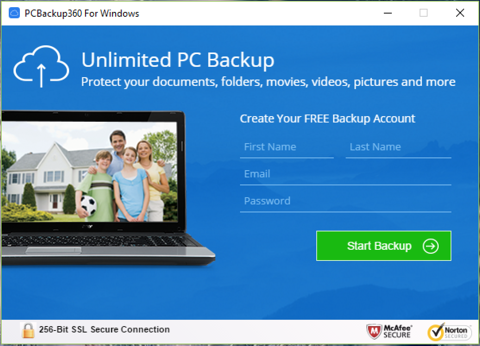 PCBackup360 For Windows
Unlimited PC Backup
Protect your documents, folders, movies, videos, pictures and more
Create Your FREE Backup Account
First Name
Last Name
Email
Password
Start Backup
256-Bit SSL Secure Connection
McAfee
SECURE
Norton
SECURED